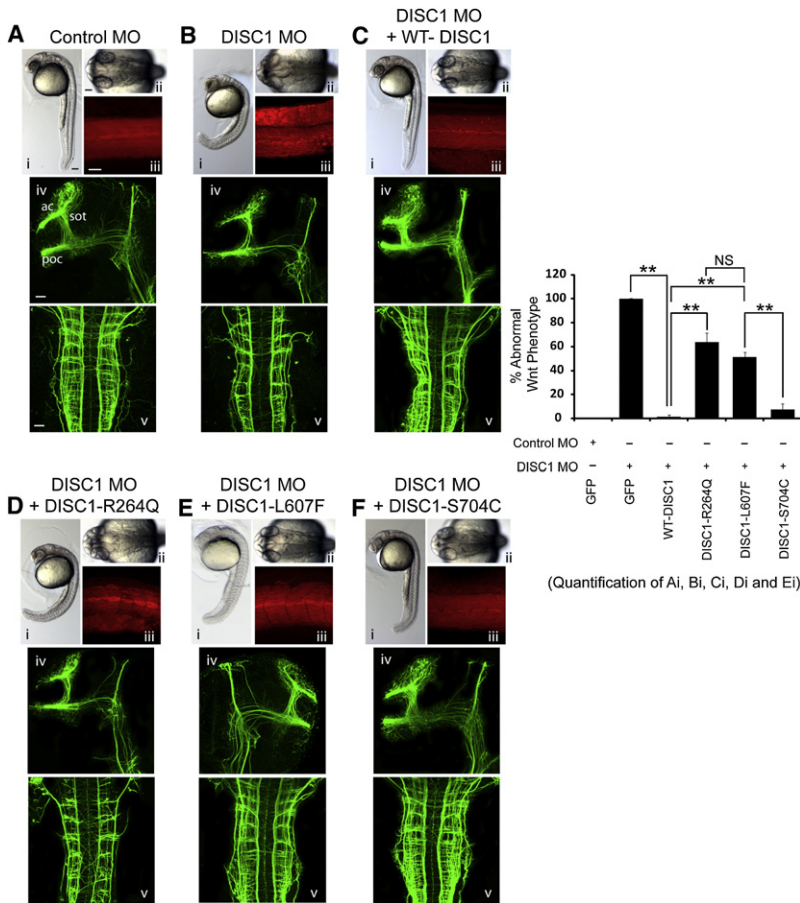 A Control MO
B DISC1 MO
C DISC1 MO
+ WT- DISC1
i
ii
iii
iv
ac
sot
poc
v
i
ii
iii
v
i
ii
iii
v
% Abnormal
Wnt Phenotype
120
100
80
60
40
20
0
**
**
NS
**
**
Control MO + – – – – –
DISC1 MO – + + + + +
GFP
GFP
WT-DISC1
DISC1-R264Q
DISC1-L607F
DISC1-S704C
(Quantification of Ai, Bi, Ci, Di and Ei)
D DISC1 MO
+ DISC1-R264Q
E DISC1 MO
+ DISC1-L607F
F DISC1 MO
+ DISC1-S704C
i
ii
iii
iv
v
i
ii
iii
iv
v
i
ii
iii
iv
v